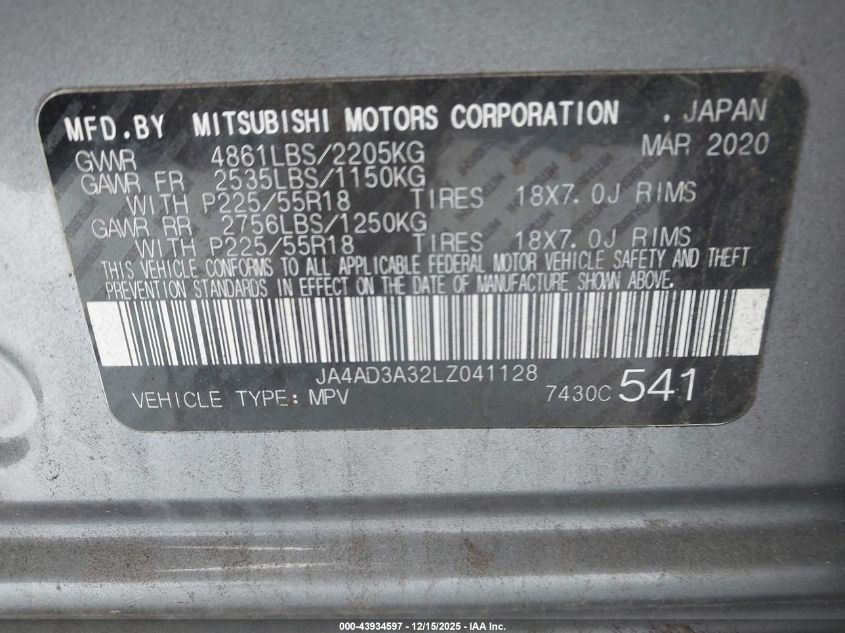 MFD.BY MITSUBISHI MOTORS CORPORATION . JAPAN
GVWR 4861LBS/2205KG MAR 2020
GAWR FR 2535LBS/1150KG
WITH P225/55R18 TIRES 18X7.0J RIMS
GAWR RR 2756LBS/1250KG
WITH P225/55R18 TIRES 18X7.0J RIMS
THIS VEHICLE CONFORMS TO ALL APPLICABLE FEDERAL MOTOR VEHICLE SAFETY AND THEFT
PREVENTION STANDARDS IN EFFECT ON THE DATE OF MANUFACTURE SHOWN ABOVE.
JA4AD3A32LZ041128
VEHICLE TYPE: MPV 7430C 541
000-43934597 - 12/15/2025 - IAA Inc.